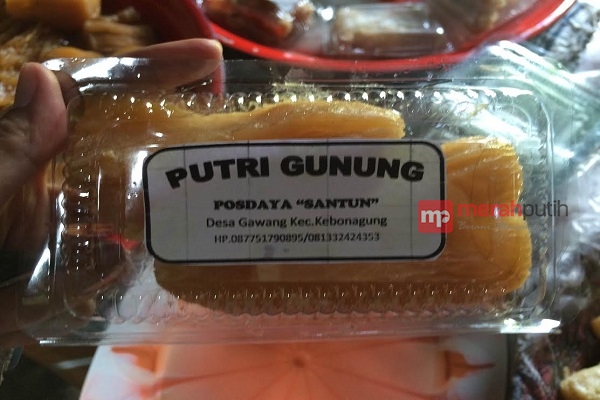 PUTRI GUNUNG
POSDAYA "SANTUN"
Desa Gawang Kec.Kebonagung
HP.087751790895/081332424353
mp merahputih